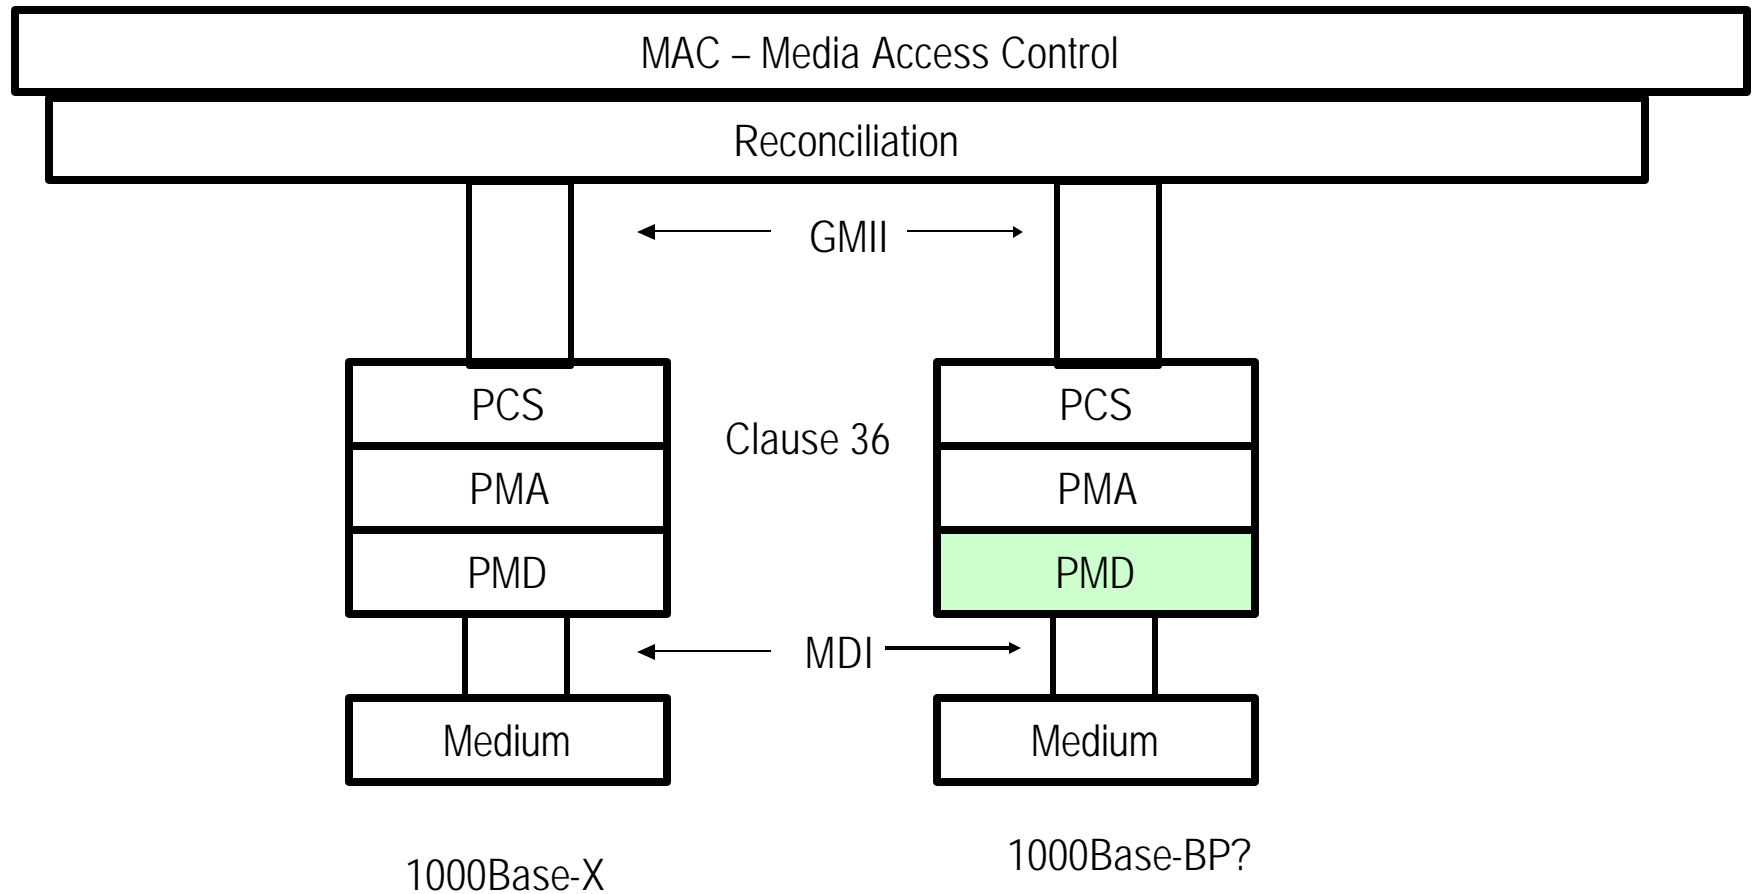 MAC – Media Access Control
Reconciliation
GMII
PCS
PCS
Clause 36
PMA
PMA
PMD
PMD
MDI
Medium
Medium
1000Base-X
1000Base-BP?